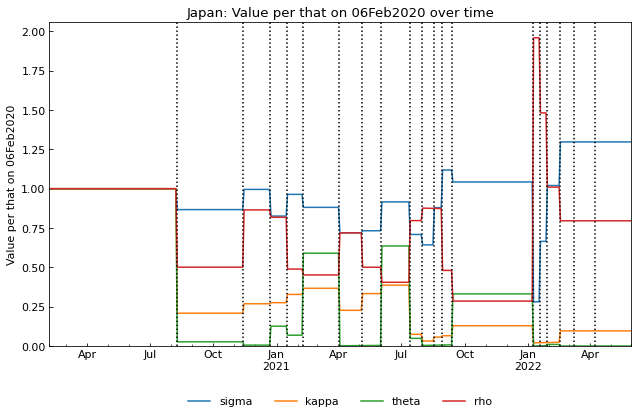 Japan: Value per that on 06Feb2020 over time
Value per that on 06Feb2020
2.00
1.75
1.50
1.25
1.00
0.75
0.50
0.25
0.00
Apr Jul Oct Jan Apr Jul Oct Jan Apr
2021 2022
sigma kappa theta rho